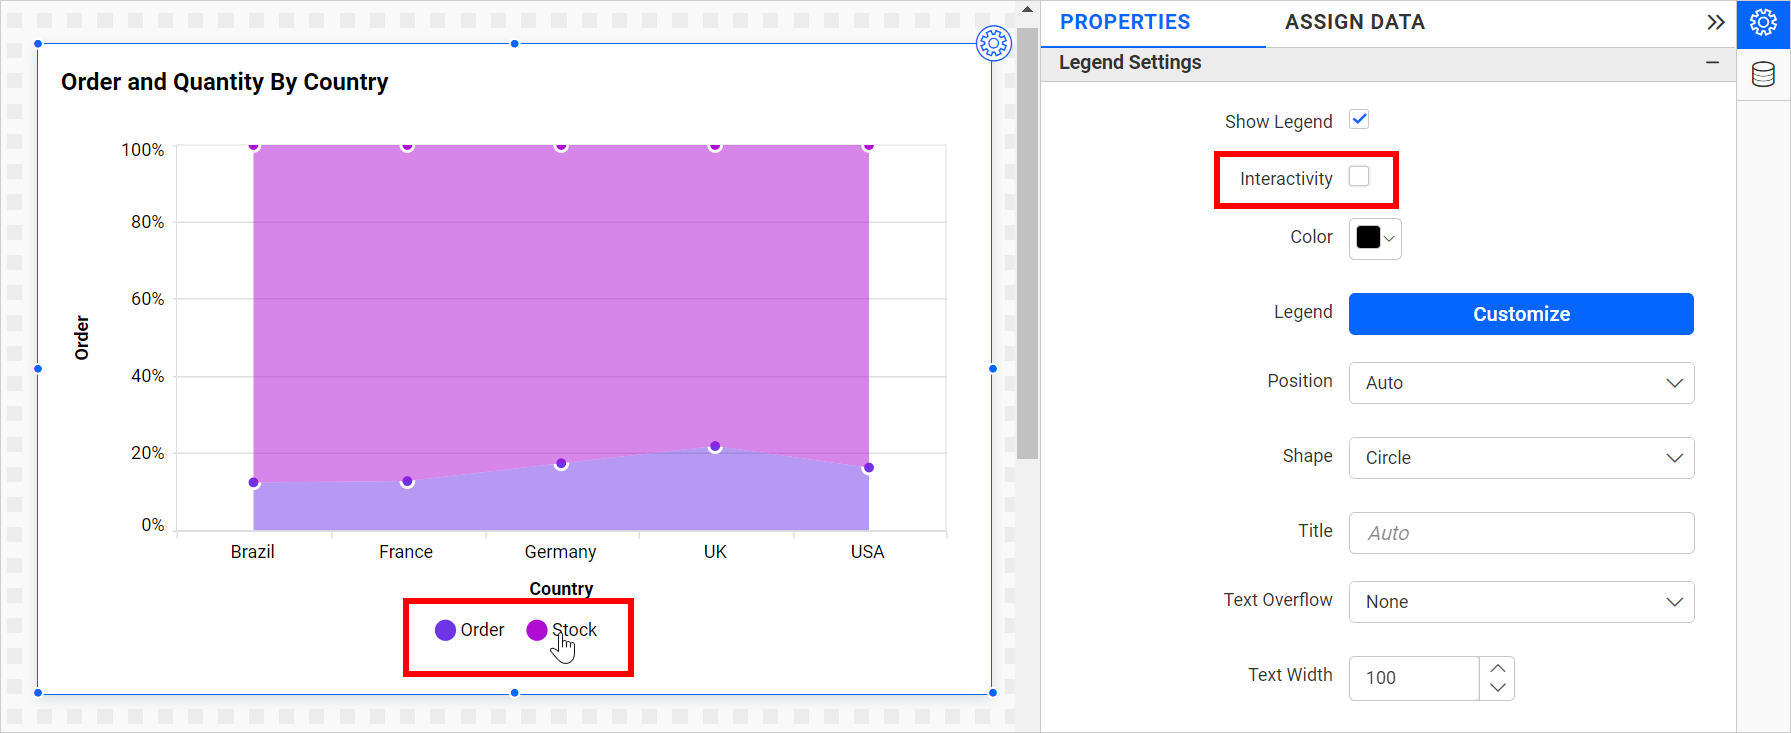 Order and Quantity By Country
100%
80%
60%
40%
20%
0%
Order
Brazil France Germany UK USA
Country
Order Stock
PROPERTIES ASSIGN DATA
Legend Settings
Show Legend
Interactivity
Color
Legend Customize
Position Auto
Shape Circle
Title Auto
Text Overflow None
Text Width 100